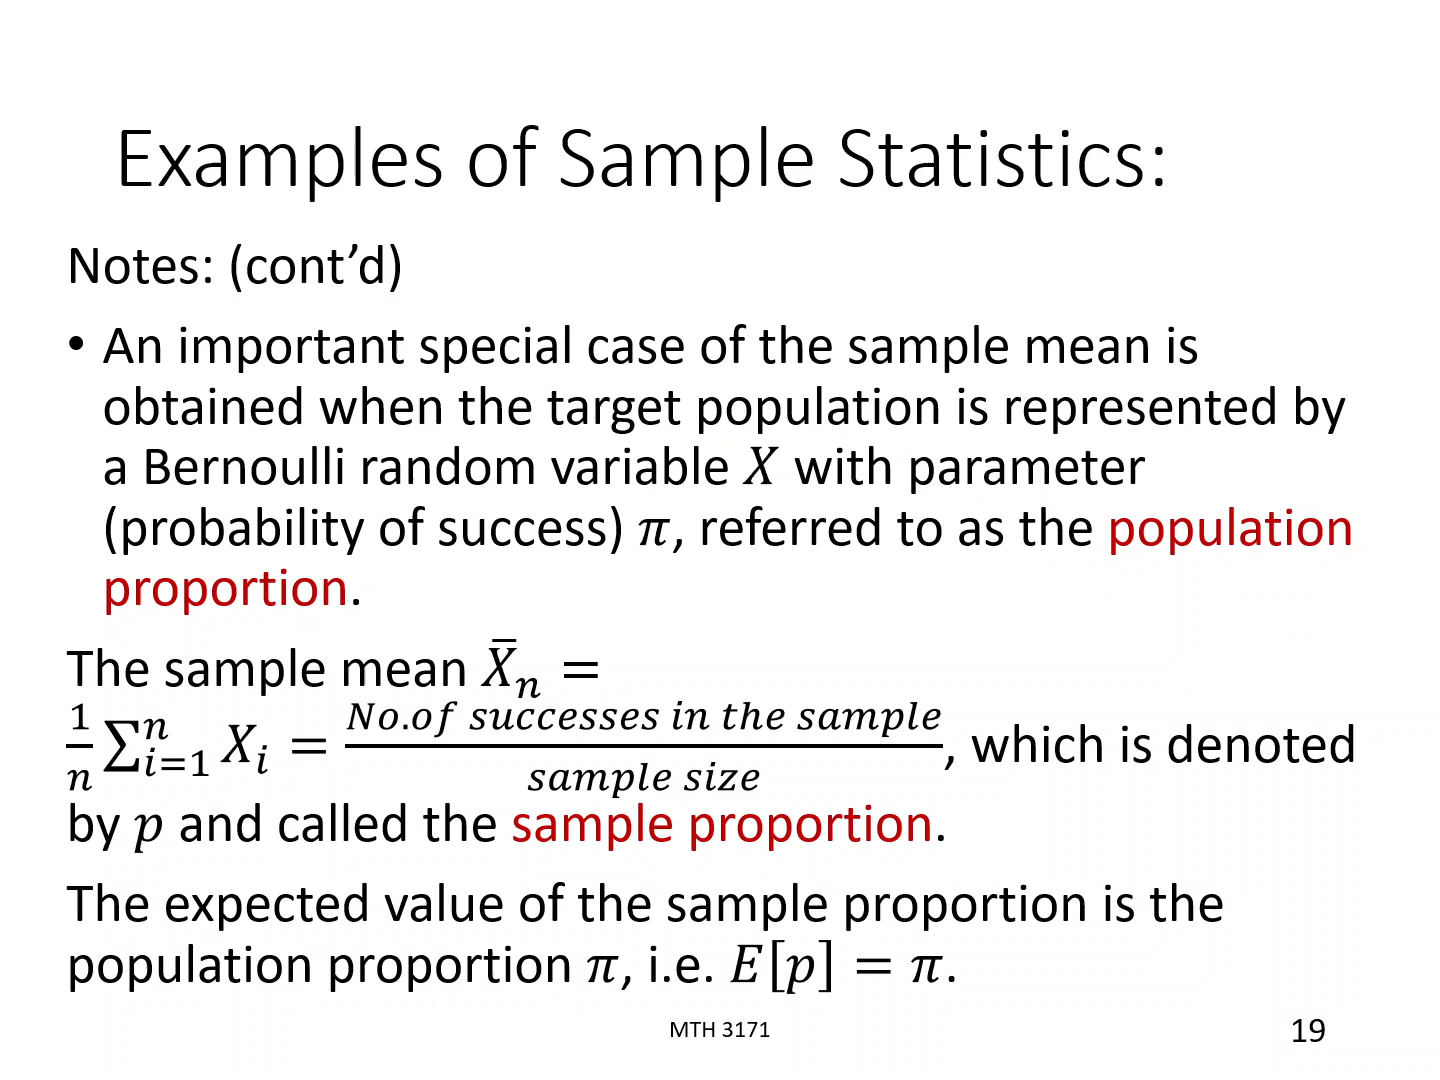 Examples of Sample Statistics:
Notes: (cont’d)
• An important special case of the sample mean is
obtained when the target population is represented by
a Bernoulli random variable 𝑋 with parameter
(probability of success) 𝜋, referred to as the population
proportion.
The sample mean X̄ₙ =
1/n ∑ⁿᵢ₌₁ Xᵢ = No.of successes in the sample / sample size, which is denoted
by 𝑝 and called the sample proportion.
The expected value of the sample proportion is the
population proportion 𝜋, i.e. 𝐸[𝑝] = 𝜋.
MTH 3171
19